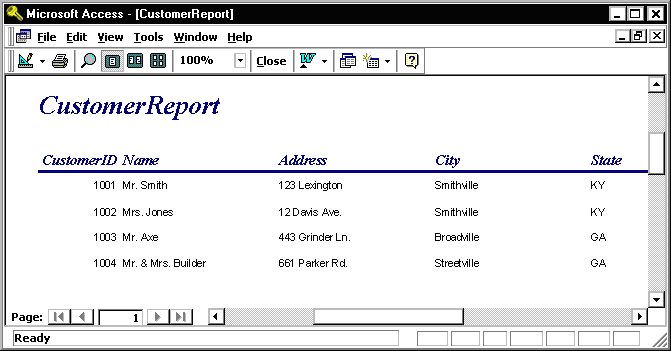 Microsoft Access - [CustomerReport]
File Edit View Tools Window Help
100% Close W
CustomerReport
CustomerID Name Address City State
1001 Mr. Smith 123 Lexington Smithville KY
1002 Mrs. Jones 12 Davis Ave. Smithville KY
1003 Mr. Axe 443 Grinder Ln. Broadville GA
1004 Mr. & Mrs. Builder 661 Parker Rd. Streetville GA
Page: 1
Ready